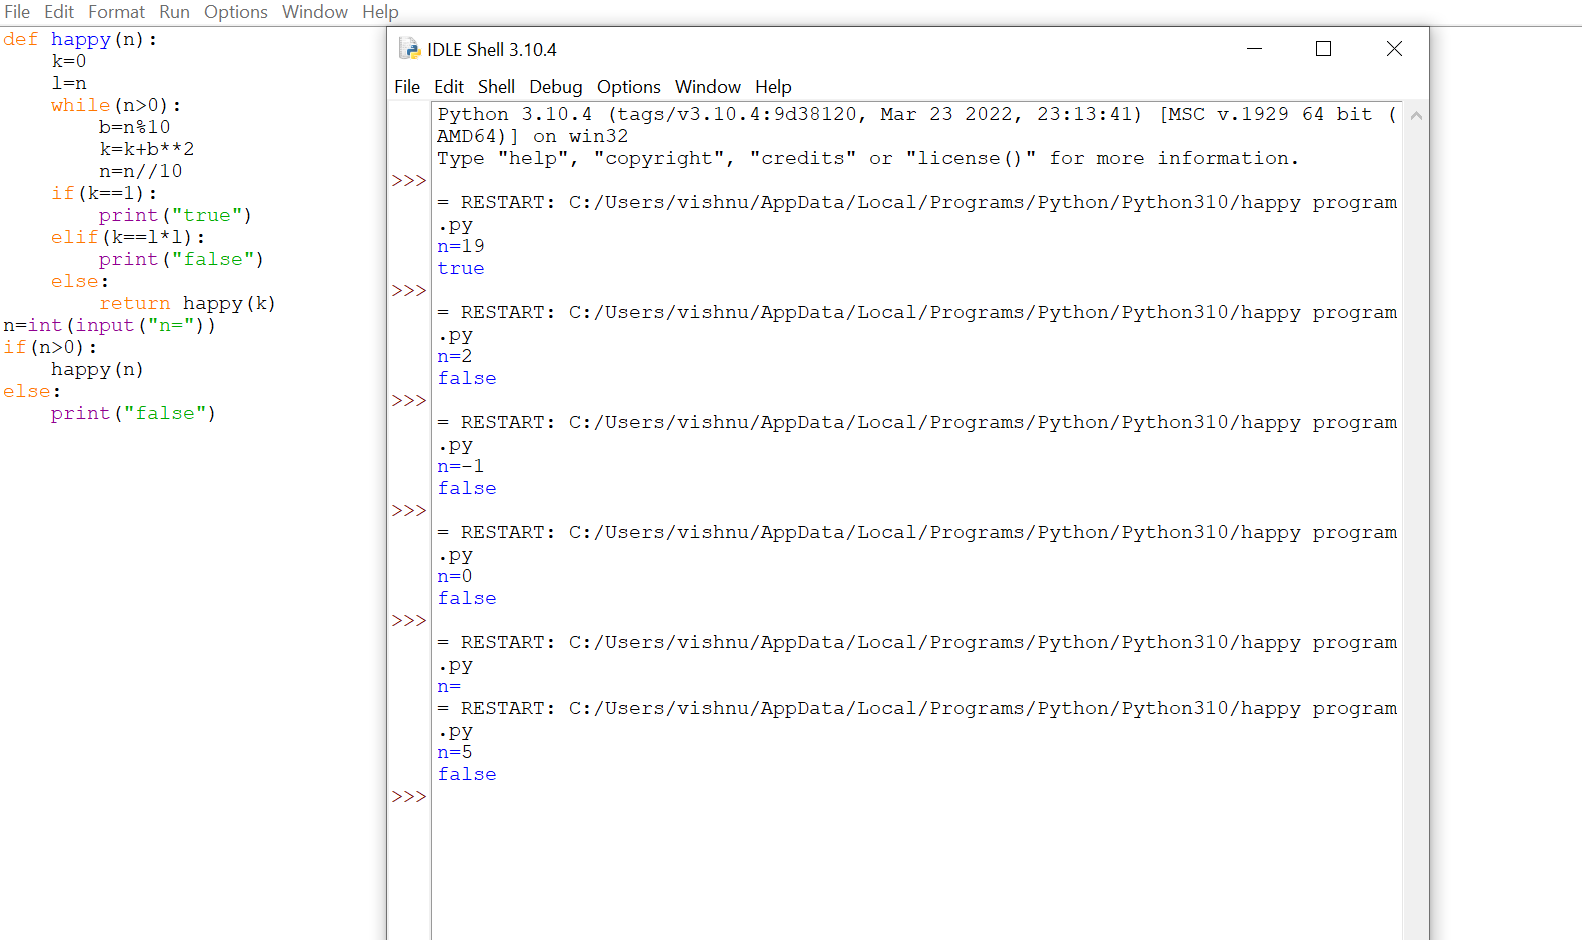 File Edit Format Run Options Window Help
def happy(n):
    k=0
    l=n
    while(n>0):
        b=n%10
        k=k+b**2
        n=n//10
    if(k==1):
        print("true")
    elif(k==l*l):
        print("false")
    else:
        return happy(k)
n=int(input("n="))
if(n>0):
    happy(n)
else:
    print("false")
IDLE Shell 3.10.4
File Edit Shell Debug Options Window Help
Python 3.10.4 (tags/v3.10.4:9d38120, Mar 23 2022, 23:13:41) [MSC v.1929 64 bit (
AMD64)] on win32
Type "help", "copyright", "credits" or "license()" for more information.
>>>
= RESTART: C:/Users/vishnu/AppData/Local/Programs/Python/Python310/happy program
.py
n=19
true
>>>
= RESTART: C:/Users/vishnu/AppData/Local/Programs/Python/Python310/happy program
.py
n=2
false
>>>
= RESTART: C:/Users/vishnu/AppData/Local/Programs/Python/Python310/happy program
.py
n=-1
false
>>>
= RESTART: C:/Users/vishnu/AppData/Local/Programs/Python/Python310/happy program
.py
n=0
false
>>>
= RESTART: C:/Users/vishnu/AppData/Local/Programs/Python/Python310/happy program
.py
n=
= RESTART: C:/Users/vishnu/AppData/Local/Programs/Python/Python310/happy program
.py
n=5
false
>>>